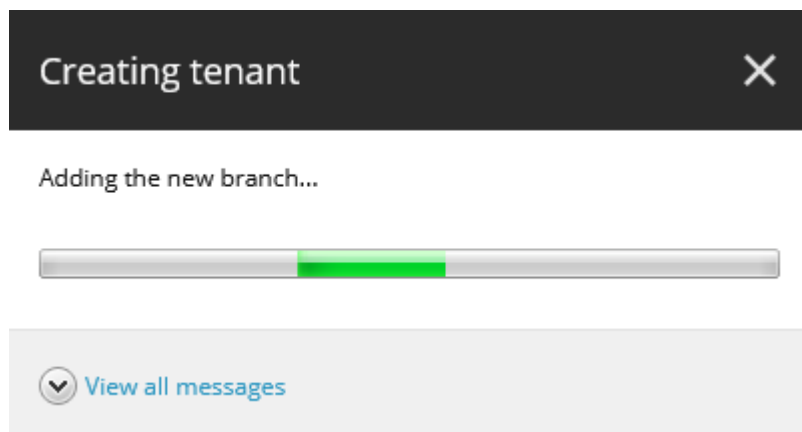 Creating tenant
Adding the new branch...
View all messages